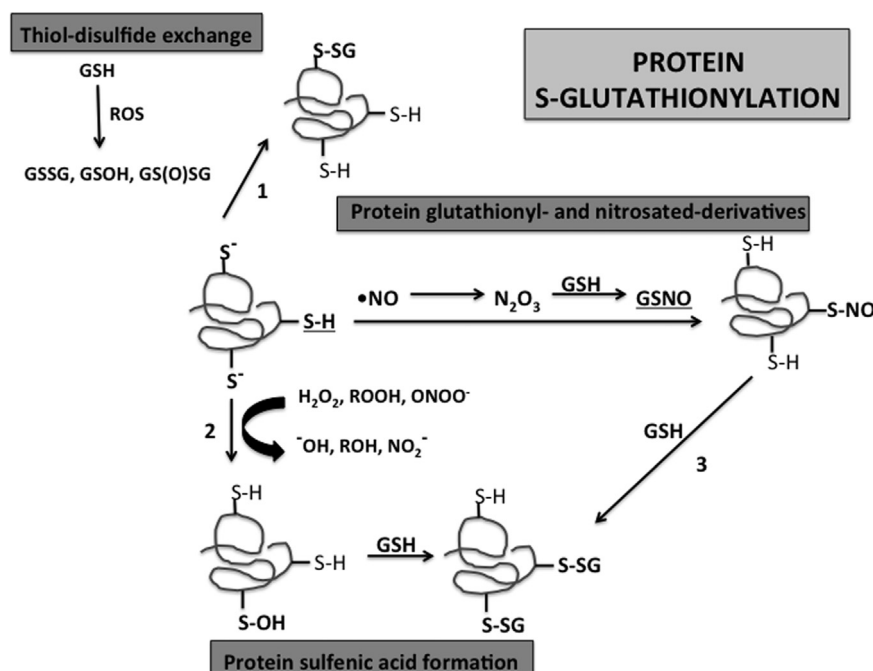 Thiol-disulfide exchange
GSH
ROS
GSSG, GSOH, GS(O)SG
1
S-SG
S-H
S-H
PROTEIN
S-GLUTATHIONYLATION
Protein glutathionyl- and nitrosated-derivatives
S⁻
S-H
S⁻
•NO
N₂O₃
GSH
GSNO
S-H
S-NO
S-H
2
H₂O₂, ROOH, ONOO⁻
⁻OH, ROH, NO₂⁻
GSH
3
S-H
S-H
S-OH
GSH
S-H
S-SG
S-SG
Protein sulfenic acid formation